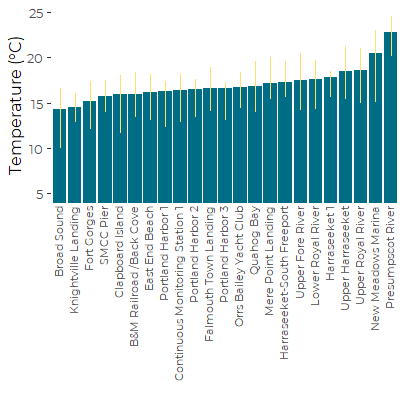 Temperature (ºC)
25
20
15
10
5
Broad Sound
Knightville Landing
Fort Gorges
SMCC Pier
Clapboard Island
B&M Railroad /Back Cove
East End Beach
Portland Harbor 1
Continuous Monitoring Station 1
Portland Harbor 2
Falmouth Town Landing
Portland Harbor 3
Orrs Bailey Yacht Club
Quahog Bay
Mere Point Landing
Harraseeket-South Freeport
Upper Fore River
Lower Royal River
Harraseeket 1
Upper Harraseeket
Upper Royal River
New Meadows Marina
Presumpscot River